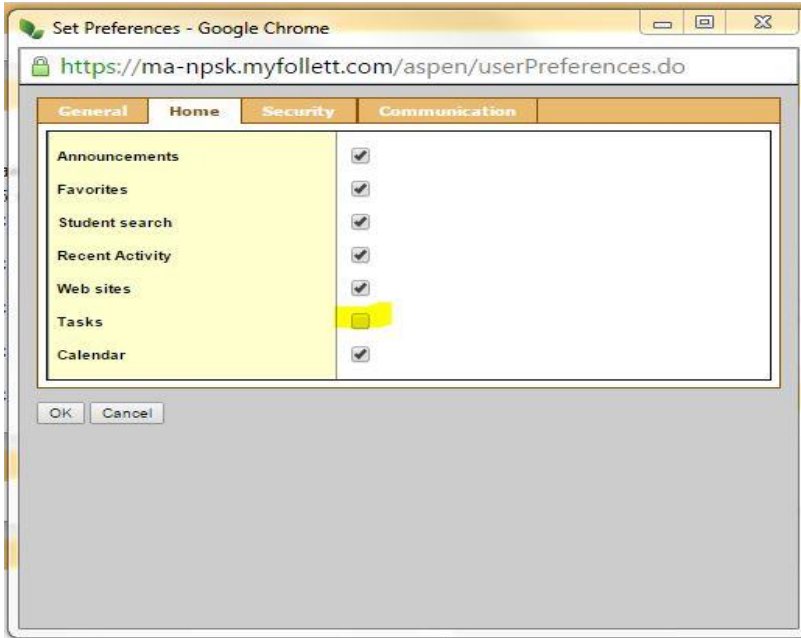 Set Preferences - Google Chrome
https://ma-npsk.myfollett.com/aspen/userPreferences.do
General Home Security Communication
Announcements
Favorites
Student search
Recent Activity
Web sites
Tasks
Calendar
OK Cancel